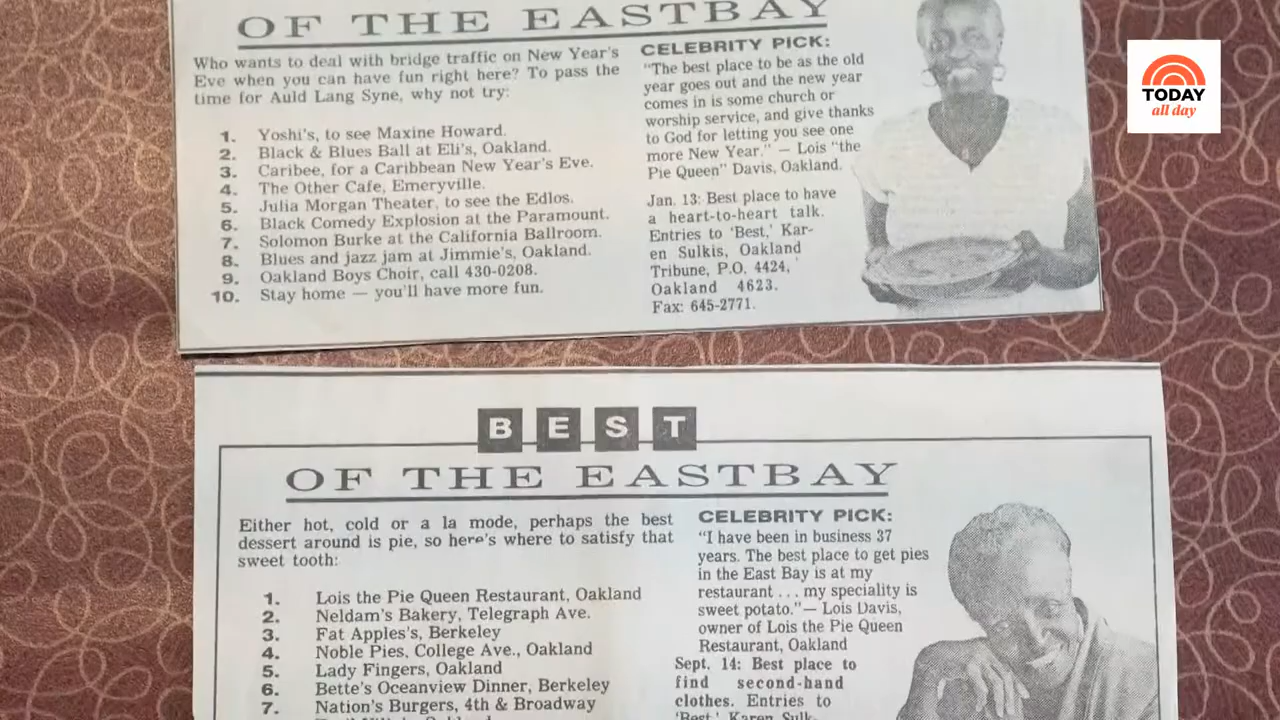 OF THE EASTBAY
Who wants to deal with bridge traffic on New Year's
Eve when you can have fun right here? To pass the
time for Auld Lang Syne, why not try:
1. Yoshi's, to see Maxine Howard.
2. Black & Blues Ball at Eli's, Oakland.
3. Caribee, for a Caribbean New Year's Eve.
4. The Other Cafe, Emeryville.
5. Julia Morgan Theater, to see the Edlos.
6. Black Comedy Explosion at the Paramount.
7. Solomon Burke at the California Ballroom.
8. Blues and jazz jam at Jimmie's, Oakland.
9. Oakland Boys Choir, call 430-0208.
10. Stay home — you'll have more fun.
CELEBRITY PICK:
"The best place to be as the old
year goes out and the new year
comes in is some church or
worship service, and give thanks
to God for letting you see one
more New Year." — Lois "the
Pie Queen" Davis, Oakland.
Jan. 13: Best place to have
a heart-to-heart talk.
Entries to 'Best,' Kar-
en Sulkis, Oakland
Tribune, P.O. 4424,
Oakland 4623.
Fax: 645-2771.
TODAY
all day
BEST
OF THE EASTBAY
Either hot, cold or a la mode, perhaps the best
dessert around is pie, so here's where to satisfy that
sweet tooth:
1. Lois the Pie Queen Restaurant, Oakland
2. Neldam's Bakery, Telegraph Ave.
3. Fat Apples's, Berkeley
4. Noble Pies, College Ave., Oakland
5. Lady Fingers, Oakland
6. Bette's Oceanview Dinner, Berkeley
7. Nation's Burgers, 4th & Broadway
CELEBRITY PICK:
"I have been in business 37
years. The best place to get pies
in the East Bay is at my
restaurant . . . my speciality is
sweet potato."— Lois Davis,
owner of Lois the Pie Queen
Restaurant, Oakland
Sept. 14: Best place to
find second-hand
clothes. Entries to
'Best,' Karen Sulk-